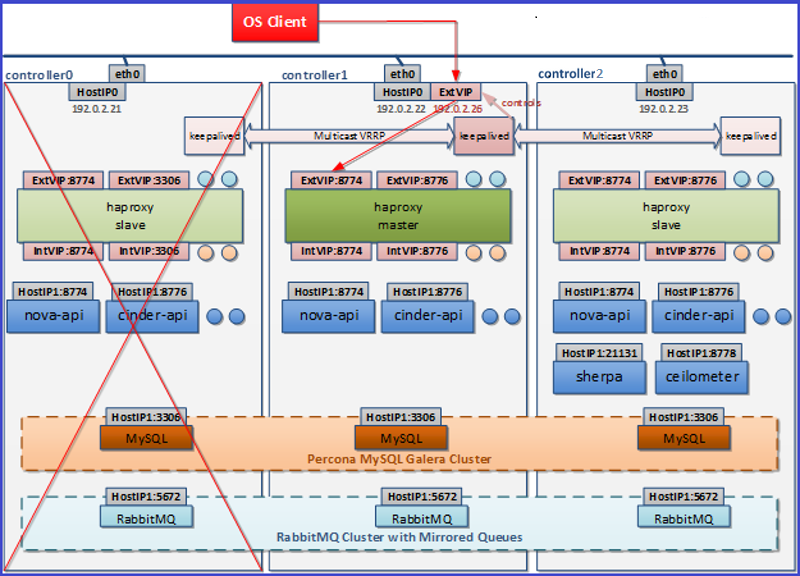 OS Client
controller0
eth0
HostIP0
192.0.2.21
controller1
eth0
HostIP0
ExtVIP
192.0.2.22
192.0.2.26
controls
controller2
eth0
HostIP0
192.0.2.23
keepalived
Multicast VRRP
keepalived
Multicast VRRP
keepalived
ExtVIP:8774
ExtVIP:3306
haproxy
slave
IntVIP:8774
IntVIP:3306
ExtVIP:8774
ExtVIP:8776
haproxy
master
IntVIP:8774
IntVIP:8776
ExtVIP:8774
ExtVIP:8776
haproxy
slave
IntVIP:8774
IntVIP:8776
HostIP1:8774
nova-api
HostIP1:8776
cinder-api
HostIP1:8774
nova-api
HostIP1:8776
cinder-api
HostIP1:8774
nova-api
HostIP1:8776
cinder-api
HostIP1:21131
sherpa
HostIP1:8778
ceilometer
HostIP1:3306
MySQL
HostIP1:3306
MySQL
HostIP1:3306
MySQL
Percona MySQL Galera Cluster
HostIP1:5672
RabbitMQ
HostIP1:5672
RabbitMQ
HostIP1:5672
RabbitMQ
RabbitMQ Cluster with Mirrored Queues